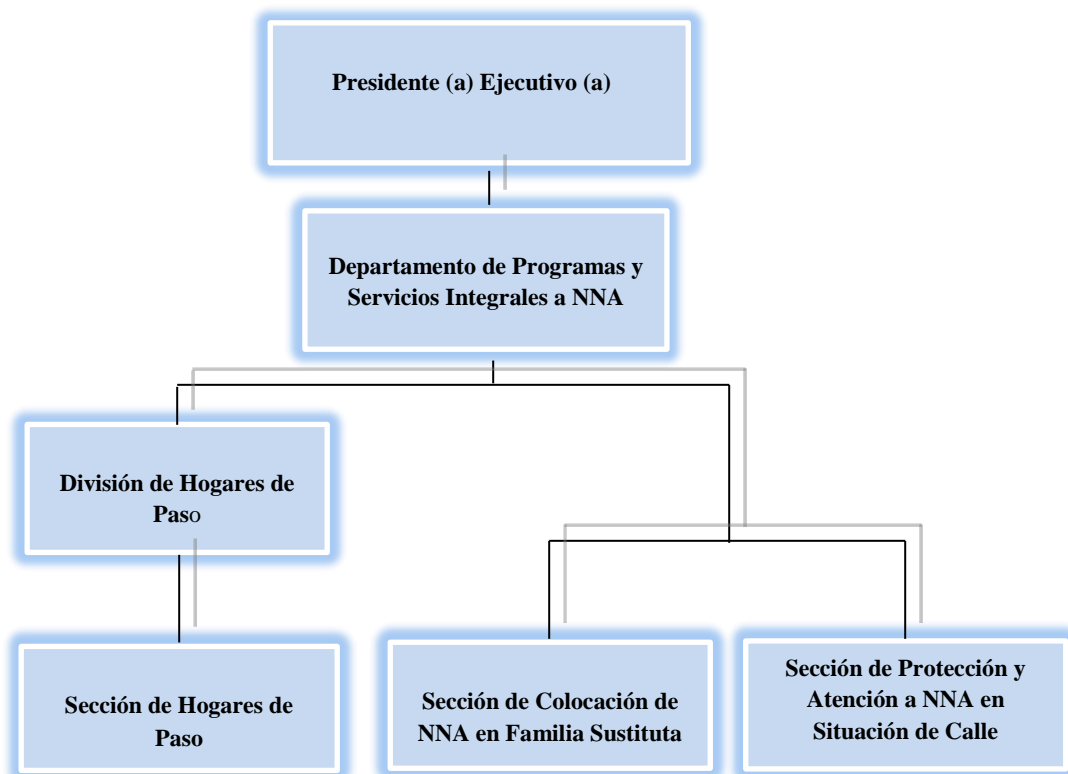 Presidente (a) Ejecutivo (a)
Departamento de Programas y
Servicios Integrales a NNA
División de Hogares de
Paso
Sección de Hogares de
Paso
Sección de Colocación de
NNA en Familia Sustituta
Sección de Protección y
Atención a NNA en
Situación de Calle